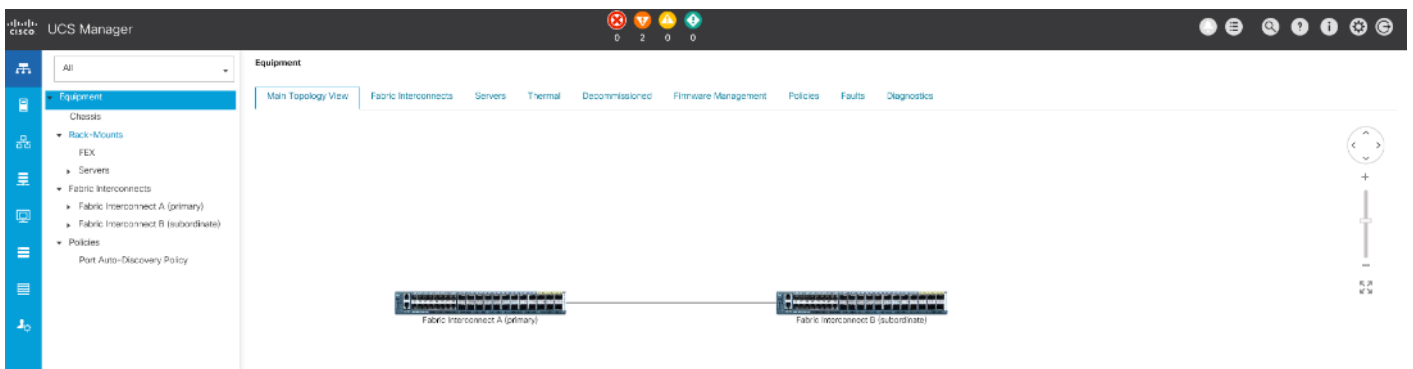 CISCO UCS Manager
0 2 0 0
All
Equipment
Chassis
Rack-Mounts
FEX
Servers
Fabric Interconnects
Fabric Interconnect A (primary)
Fabric Interconnect B (subordinate)
Policies
Port Auto-Discovery Policy
Equipment
Main Topology View Fabric Interconnects Servers Thermal Decommissioned Firmware Management Policies Faults Diagnostics
Fabric Interconnect A (primary) Fabric Interconnect B (subordinate)